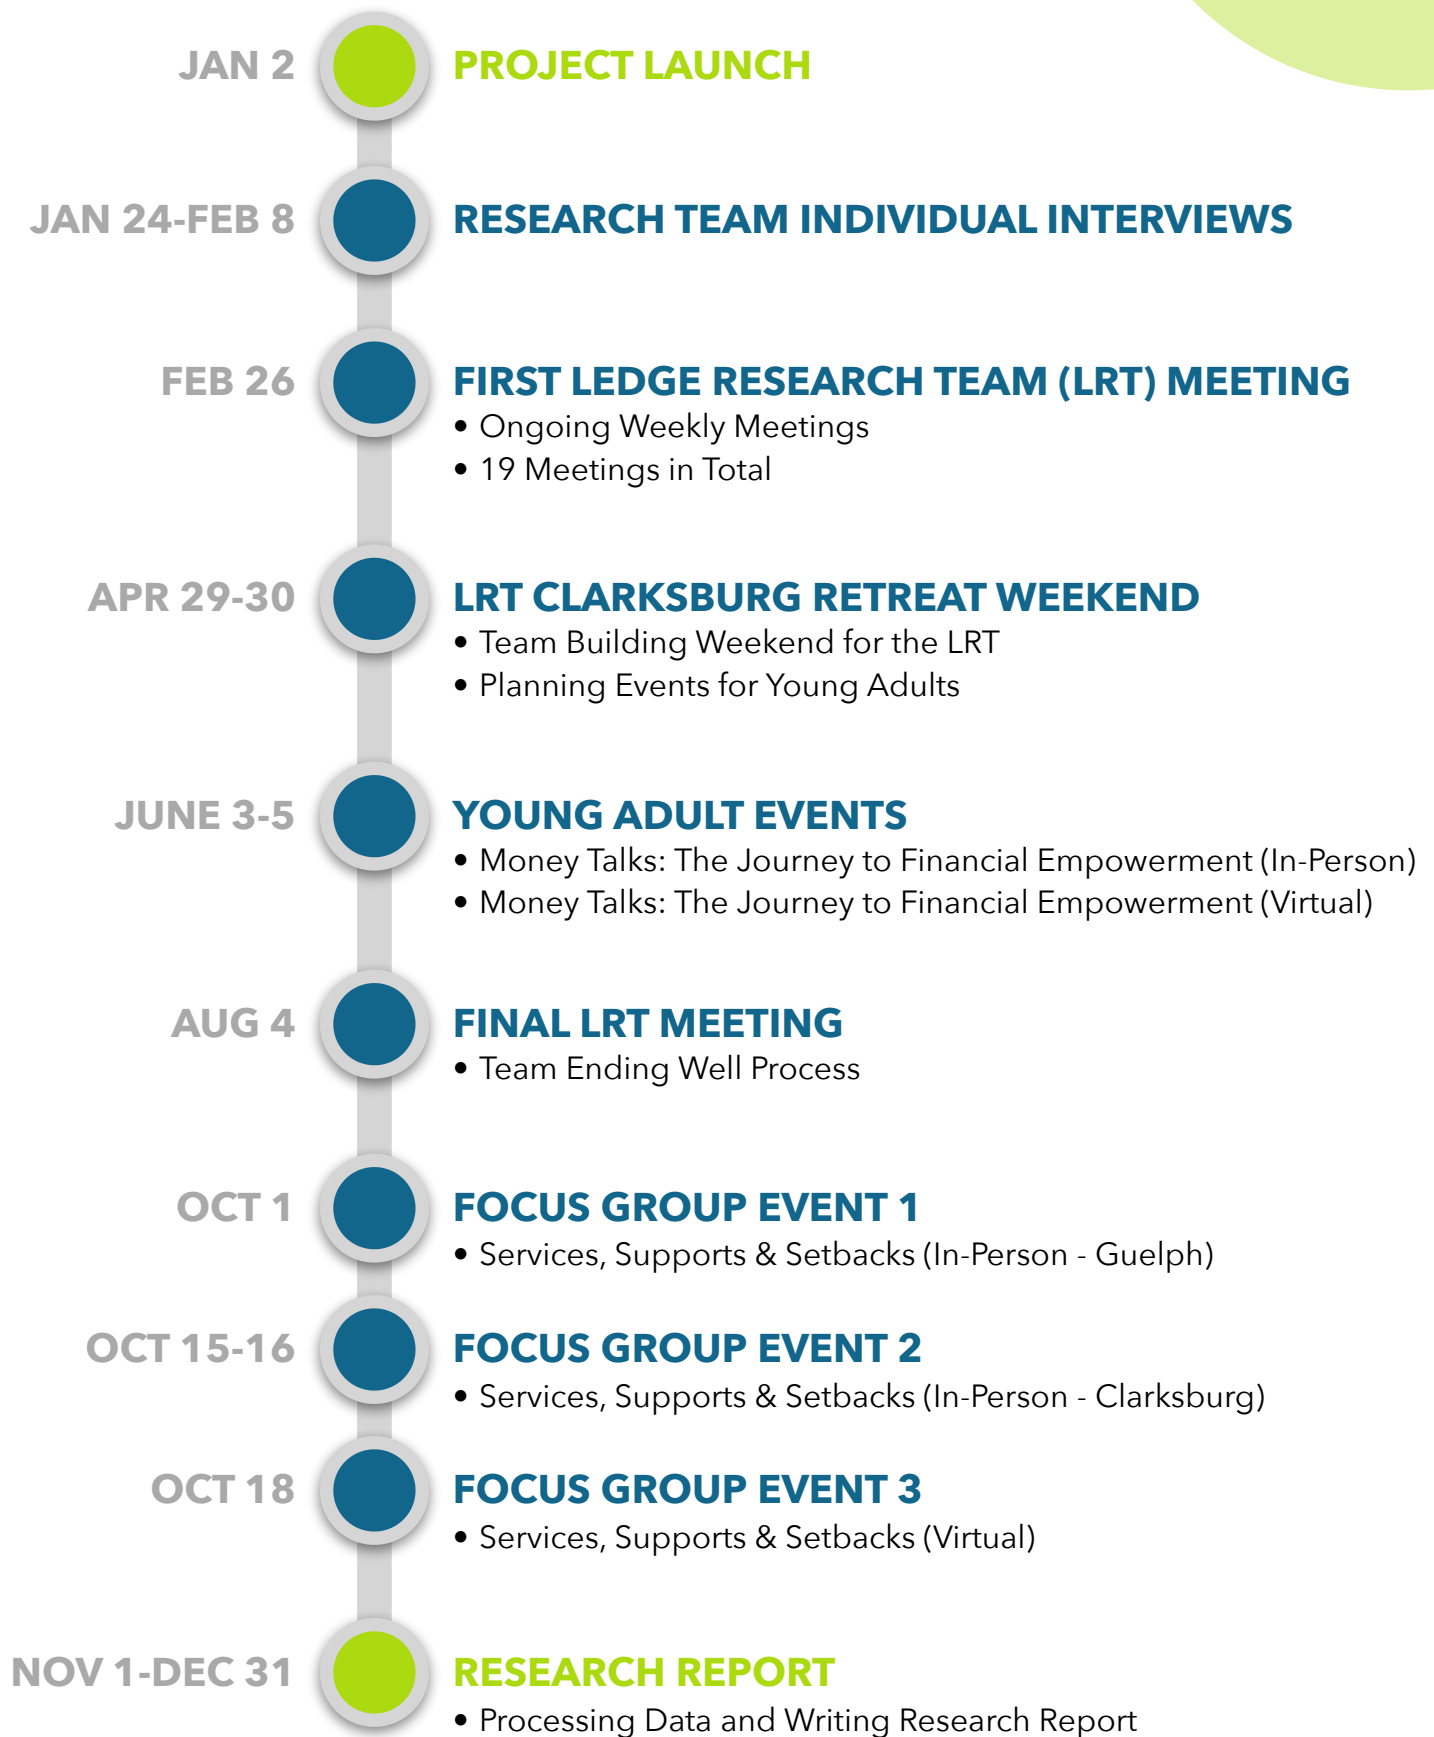 JAN 2
PROJECT LAUNCH
JAN 24-FEB 8
RESEARCH TEAM INDIVIDUAL INTERVIEWS
FEB 26
FIRST LEDGE RESEARCH TEAM (LRT) MEETING
• Ongoing Weekly Meetings
• 19 Meetings in Total
APR 29-30
LRT CLARKSBURG RETREAT WEEKEND
• Team Building Weekend for the LRT
• Planning Events for Young Adults
JUNE 3-5
YOUNG ADULT EVENTS
• Money Talks: The Journey to Financial Empowerment (In-Person)
• Money Talks: The Journey to Financial Empowerment (Virtual)
AUG 4
FINAL LRT MEETING
• Team Ending Well Process
OCT 1
FOCUS GROUP EVENT 1
• Services, Supports & Setbacks (In-Person - Guelph)
OCT 15-16
FOCUS GROUP EVENT 2
• Services, Supports & Setbacks (In-Person - Clarksburg)
OCT 18
FOCUS GROUP EVENT 3
• Services, Supports & Setbacks (Virtual)
NOV 1-DEC 31
RESEARCH REPORT
• Processing Data and Writing Research Report